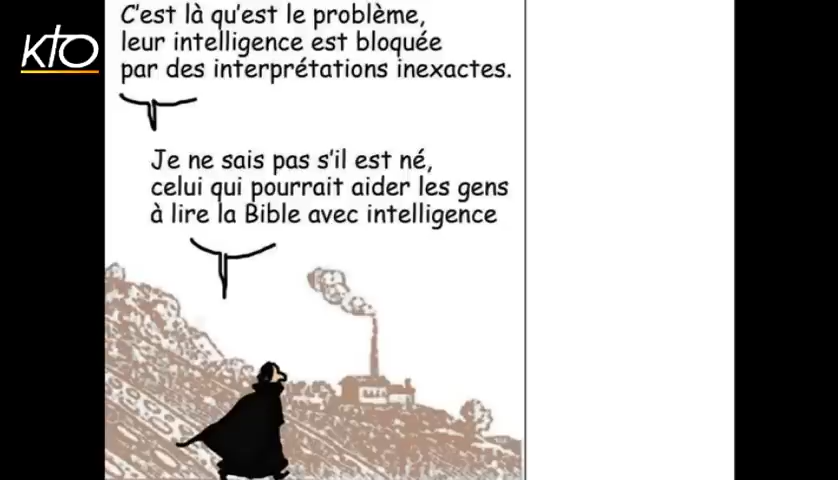 KTO
C'est là qu'est le problème,
leur intelligence est bloquée
par des interprétations inexactes.
Je ne sais pas s'il est né,
celui qui pourrait aider les gens
à lire la Bible avec intelligence